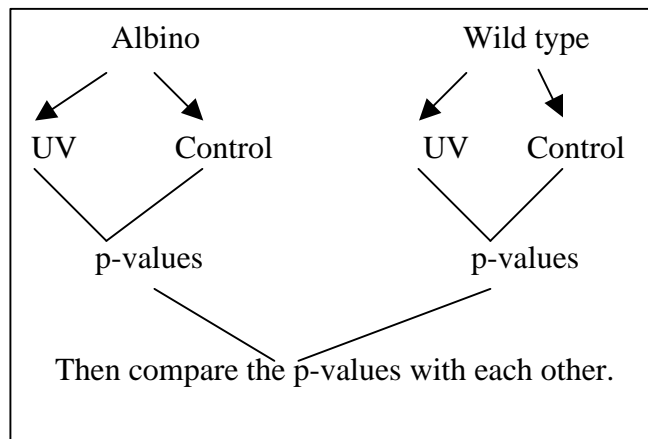 Albino Wild type
UV Control UV Control
p-values p-values
Then compare the p-values with each other.